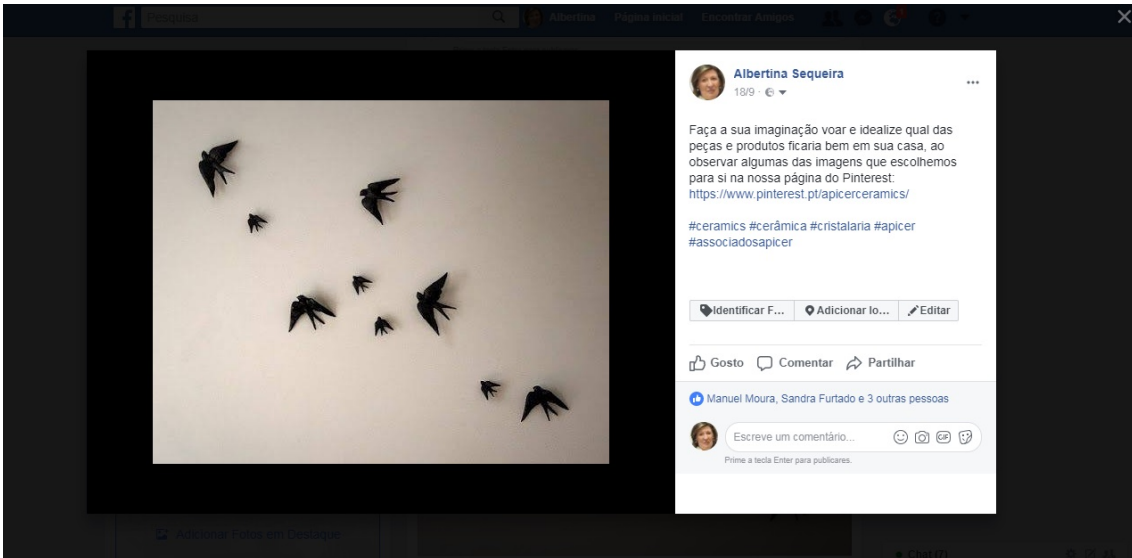 Pesquisa
Albertina Página inicial Encontrar Amigos
Albertina Sequeira
18/9
Faça a sua imaginação voar e idealize qual das
peças e produtos ficaria bem em sua casa, ao
observar algumas das imagens que escolhemos
para si na nossa página do Pinterest:
https://www.pinterest.pt/apicerceramics/
#ceramics #cerâmica #cristalaria #apicer
#associadosapicer
Identificar F... Adicionar lo... Editar
Gosto Comentar Partilhar
Manuel Moura, Sandra Furtado e 3 outras pessoas
Escreve um comentário... GIF
Prime a tecla Enter para publicares.
Adicionar Fotos em Destaque
Chat (7)